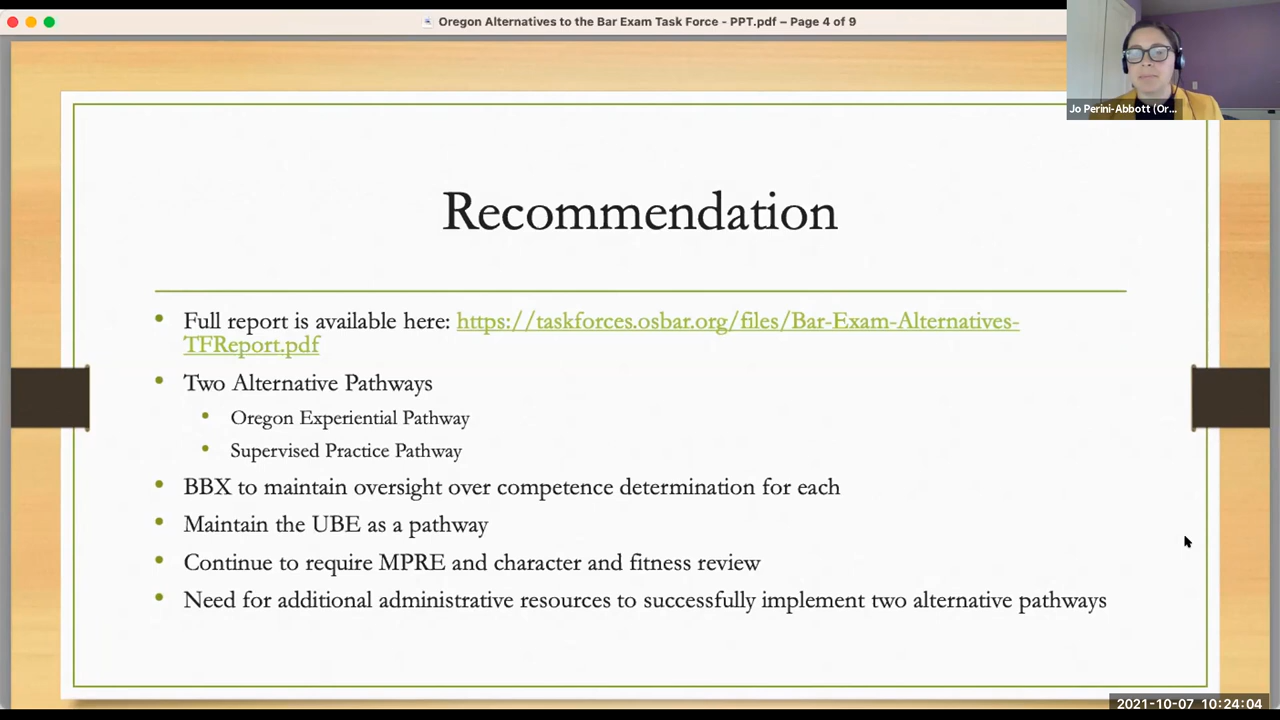 Oregon Alternatives to the Bar Exam Task Force - PPT.pdf – Page 4 of 9
Jo Perini-Abbott (Or...
Recommendation
• Full report is available here: https://taskforces.osbar.org/files/Bar-Exam-Alternatives-
TFReport.pdf
• Two Alternative Pathways
• Oregon Experiential Pathway
• Supervised Practice Pathway
• BBX to maintain oversight over competence determination for each
• Maintain the UBE as a pathway
• Continue to require MPRE and character and fitness review
• Need for additional administrative resources to successfully implement two alternative pathways
2021-10-07 10:24:04